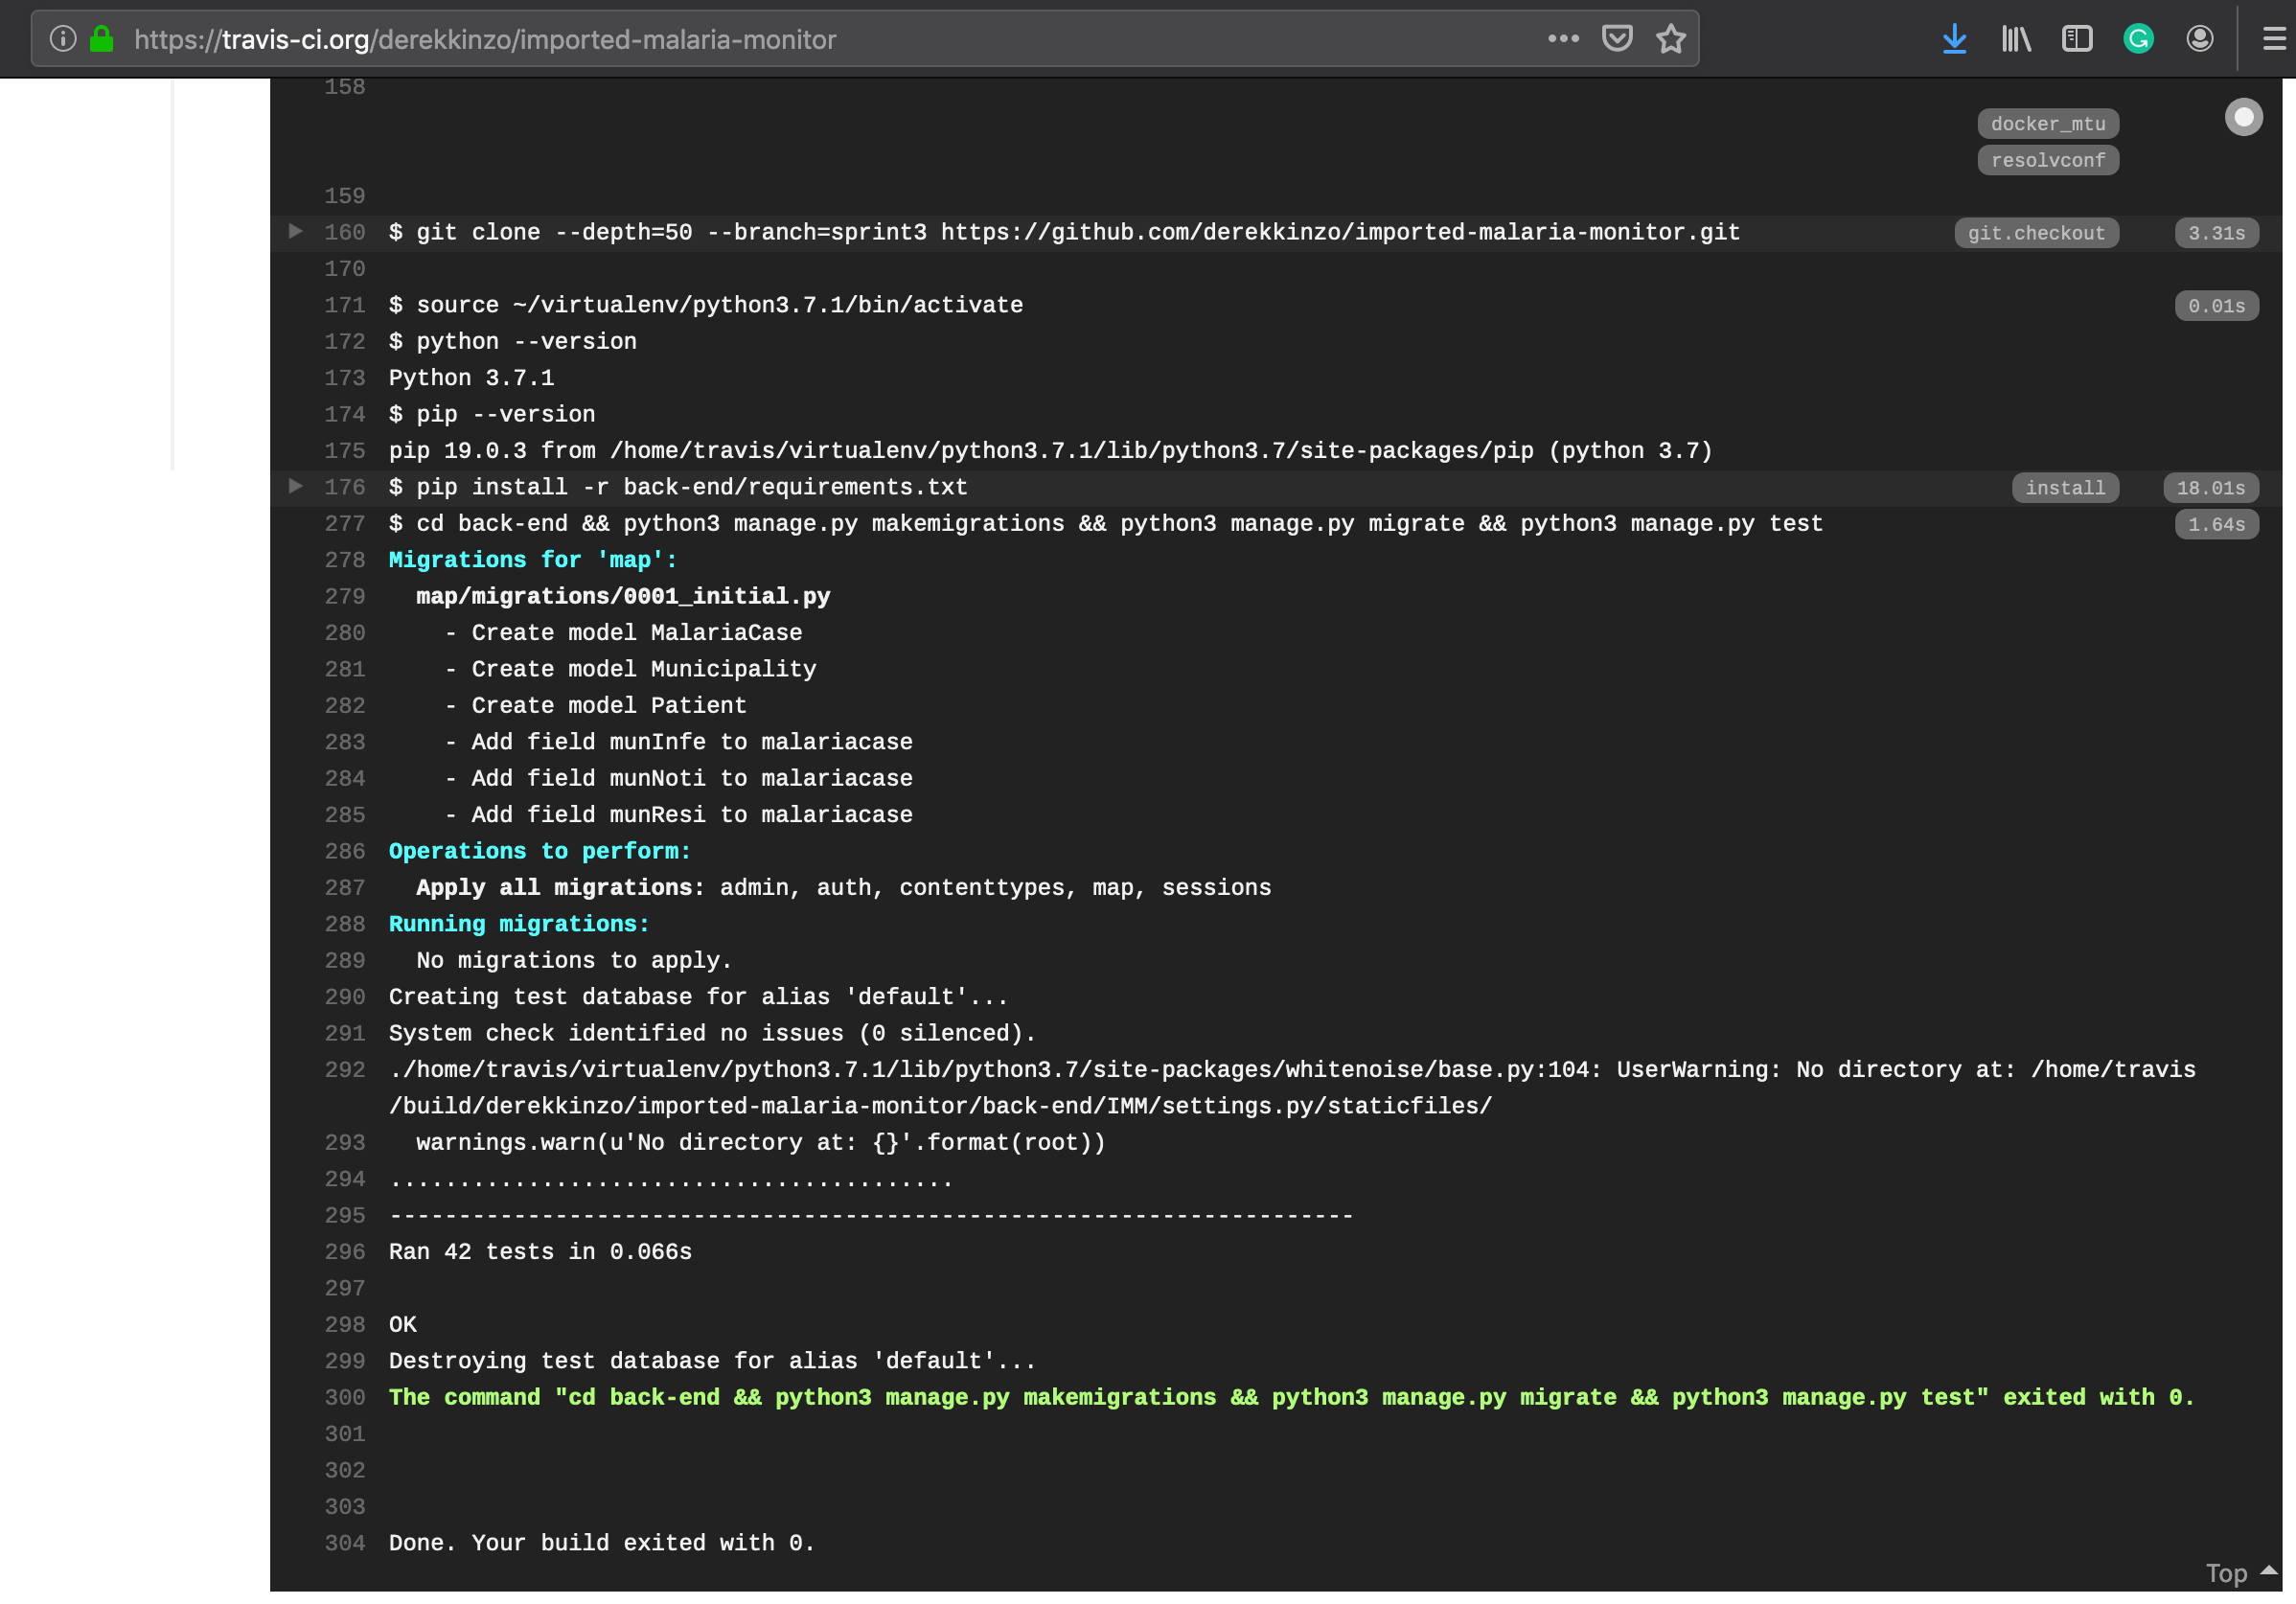 https://travis-ci.org/derekkinzo/imported-malaria-monitor
158
docker_mtu
resolvconf
159
160 $ git clone --depth=50 --branch=sprint3 https://github.com/derekkinzo/imported-malaria-monitor.git git.checkout 3.31s
170
171 $ source ~/virtualenv/python3.7.1/bin/activate 0.01s
172 $ python --version
173 Python 3.7.1
174 $ pip --version
175 pip 19.0.3 from /home/travis/virtualenv/python3.7.1/lib/python3.7/site-packages/pip (python 3.7)
176 $ pip install -r back-end/requirements.txt install 18.01s
277 $ cd back-end && python3 manage.py makemigrations && python3 manage.py migrate && python3 manage.py test 1.64s
278 Migrations for 'map':
279 map/migrations/0001_initial.py
280 - Create model MalariaCase
281 - Create model Municipality
282 - Create model Patient
283 - Add field munInfe to malariacase
284 - Add field munNoti to malariacase
285 - Add field munResi to malariacase
286 Operations to perform:
287 Apply all migrations: admin, auth, contenttypes, map, sessions
288 Running migrations:
289 No migrations to apply.
290 Creating test database for alias 'default'...
291 System check identified no issues (0 silenced).
292 ./home/travis/virtualenv/python3.7.1/lib/python3.7/site-packages/whitenoise/base.py:104: UserWarning: No directory at: /home/travis
/build/derekkinzo/imported-malaria-monitor/back-end/IMM/settings.py/staticfiles/
293 warnings.warn(u'No directory at: {}'.format(root))
294 .........................................
295 ----------------------------------------------------------------------
296 Ran 42 tests in 0.066s
297
298 OK
299 Destroying test database for alias 'default'...
300 The command "cd back-end && python3 manage.py makemigrations && python3 manage.py migrate && python3 manage.py test" exited with 0.
301
302
303
304 Done. Your build exited with 0.
Top